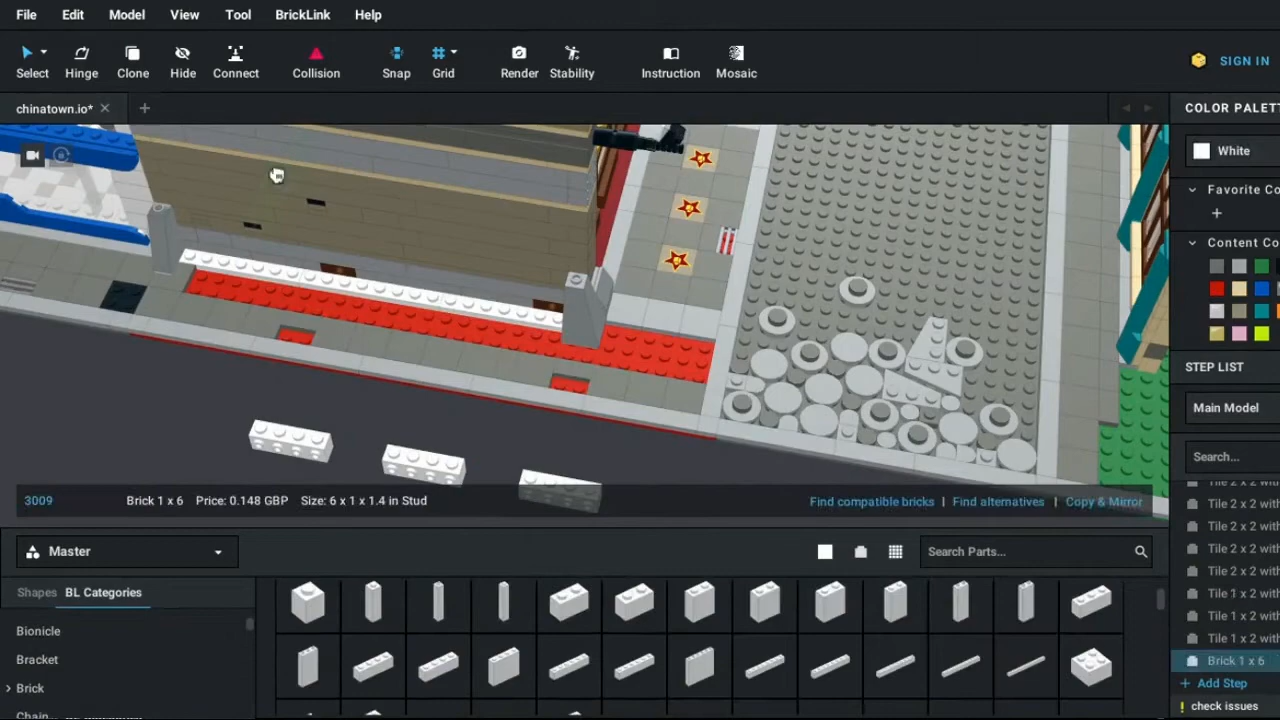 File Edit Model View Tool BrickLink Help
Select Hinge Clone Hide Connect Collision Snap Grid Render Stability Instruction Mosaic SIGN IN
chinatown.io*
COLOR PALETT
White
Favorite Co
Content Co
STEP LIST
Main Model
Search...
3009 Brick 1 x 6 Price: 0.148 GBP Size: 6 x 1 x 1.4 in Stud Find compatible bricks | Find alternatives | Copy & Mirror
Tile 2 x 2 with
Tile 2 x 2 with
Tile 2 x 2 with
Tile 2 x 2 with
Tile 2 x 2 with
Tile 1 x 2 with
Tile 1 x 2 with
Tile 1 x 2 with
Brick 1 x 6
+ Add Step
check issues
Master Search Parts...
Shapes BL Categories
Bionicle
Bracket
Brick
Chain